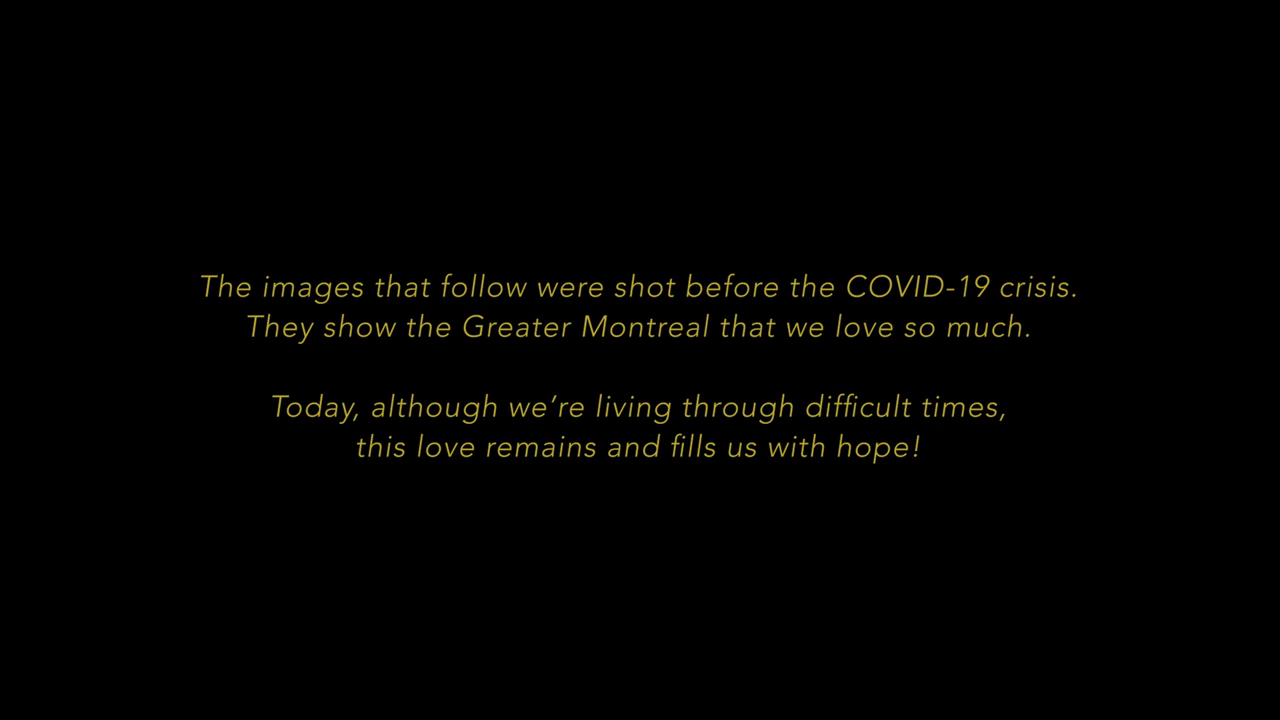 The images that follow were shot before the COVID-19 crisis.
They show the Greater Montreal that we love so much.
Today, although we’re living through difficult times,
this love remains and fills us with hope!